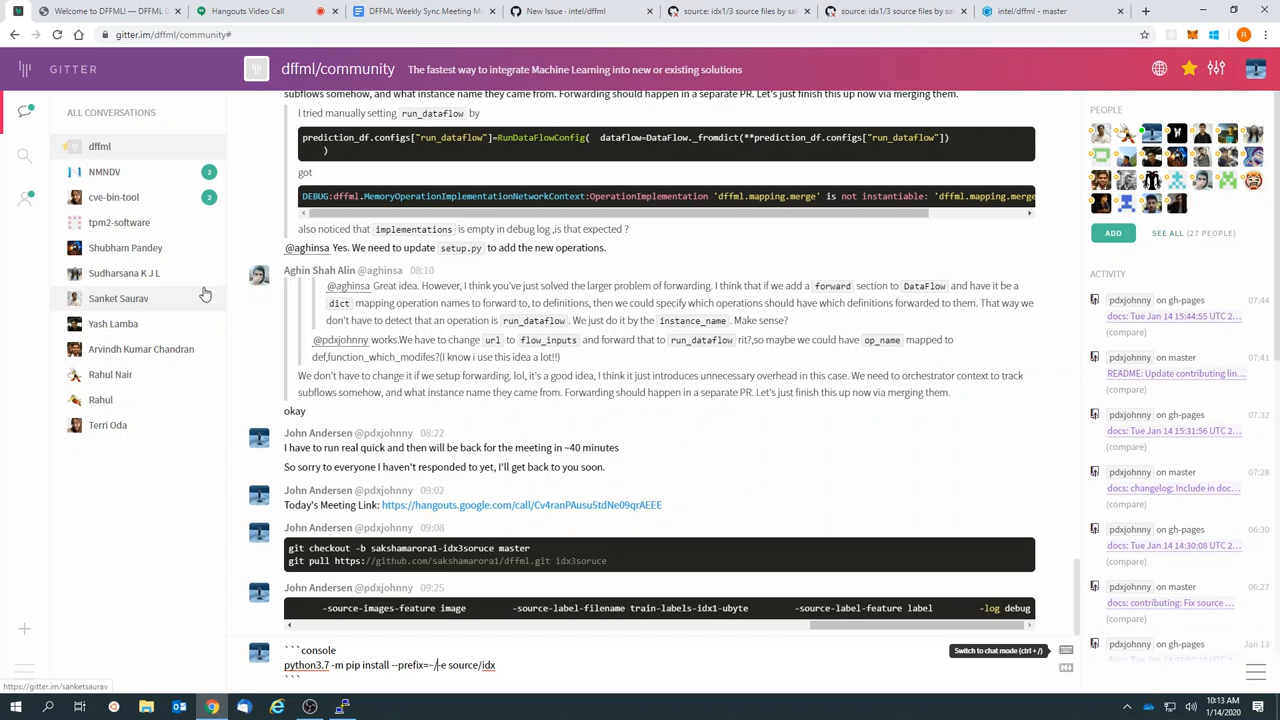 Welcome to DFFML! — DFFML G
Hangouts Video Call
DFFML Weekly Sync Meeting M
New Issue · intel/dffml
source: idx1/3 source files by sak
source: idx1/3 source files by sak
intel/dffml - master
gitter.im/dffml/community#
GITTER
dffml/community
The fastest way to integrate Machine Learning into new or existing solutions
ALL CONVERSATIONS
dffml
NMNDV
2
cve-bin-tool
2
tpm2-software
Shubham Pandey
Sudharsana K J L
Sanket Saurav
Yash Lamba
Arvindh Kumar Chandran
Rahul Nair
Rahul
Terri Oda
subflows somehow, and what instance name they came from. Forwarding should happen in a separate PR. Let's just finish this up now via merging them.
I tried manually setting run_dataflow by
prediction_df.configs["run_dataflow"]=RunDataFlowConfig( dataflow=DataFlow._fromdict(**prediction_df.configs["run_dataflow"])
)
got
DEBUG:dffml.MemoryOperationImplementationNetworkContext:OperationImplementation 'dffml.mapping.merge' is not instantiable: 'dffml.mapping.merge
also noticed that implementations is empty in debug log ,is that expected ?
@aghinsa Yes. We need to update setup.py to add the new operations.
Aghin Shah Alin @aghinsa 08:10
@aghinsa Great idea. However, I think you've just solved the larger problem of forwarding. I think that if we add a forward section to DataFlow and have it be a
dict mapping operation names to forward to, to definitions, then we could specify which operations should have which definitions forwarded to them. That way we
don't have to detect that an operation is run_dataflow. We just do it by the instance_name. Make sense?
@pdxjohnny works.We have to change url to flow_inputs and forward that to run_dataflow rit?,so maybe we could have op_name mapped to
def,function_which_modifes?(I know i use this idea a lot!!)
We don't have to change it if we setup forwarding. lol, it's a good idea, I think it just introduces unnecessary overhead in this case. We need to orchestrator context to track
subflows somehow, and what instance name they came from. Forwarding should happen in a separate PR. Let's just finish this up now via merging them.
okay
John Andersen @pdxjohnny 08:22
I have to run real quick and then will be back for the meeting in ~40 minutes
So sorry to everyone I haven't responded to yet, I'll get back to you soon.
John Andersen @pdxjohnny 09:02
Today's Meeting Link: https://hangouts.google.com/call/Cv4ranPAusu5tdNe09qrAEEE
John Andersen @pdxjohnny 09:08
git checkout -b sakshamarora1-idx3soruce master
git pull https://github.com/sakshamarora1/dffml.git idx3soruce
John Andersen @pdxjohnny 09:25
-source-images-feature image -source-label-filename train-labels-idx1-ubyte -source-label-feature label -log debug
```console
python3.7 -m pip install --prefix=~/-e source/idx
```
Switch to chat mode (ctrl + /)
PEOPLE
ADD
SEE ALL (27 PEOPLE)
ACTIVITY
pdxjohnny on gh-pages 07:44
docs: Tue Jan 14 15:44:55 UTC 2...
(compare)
pdxjohnny on master 07:41
README: Update contributing lin...
(compare)
pdxjohnny on gh-pages 07:32
docs: Tue Jan 14 15:31:56 UTC 2...
(compare)
pdxjohnny on master 07:28
docs: changelog: Include in doc...
(compare)
pdxjohnny on gh-pages 06:30
docs: Tue Jan 14 14:30:08 UTC 2...
(compare)
pdxjohnny on master 06:27
docs: contributing: Fix source ...
(compare)
pdxjohnny on gh-pages Jan 13
https://gitter.im/sanketsaurav
10:13 AM
1/14/2020